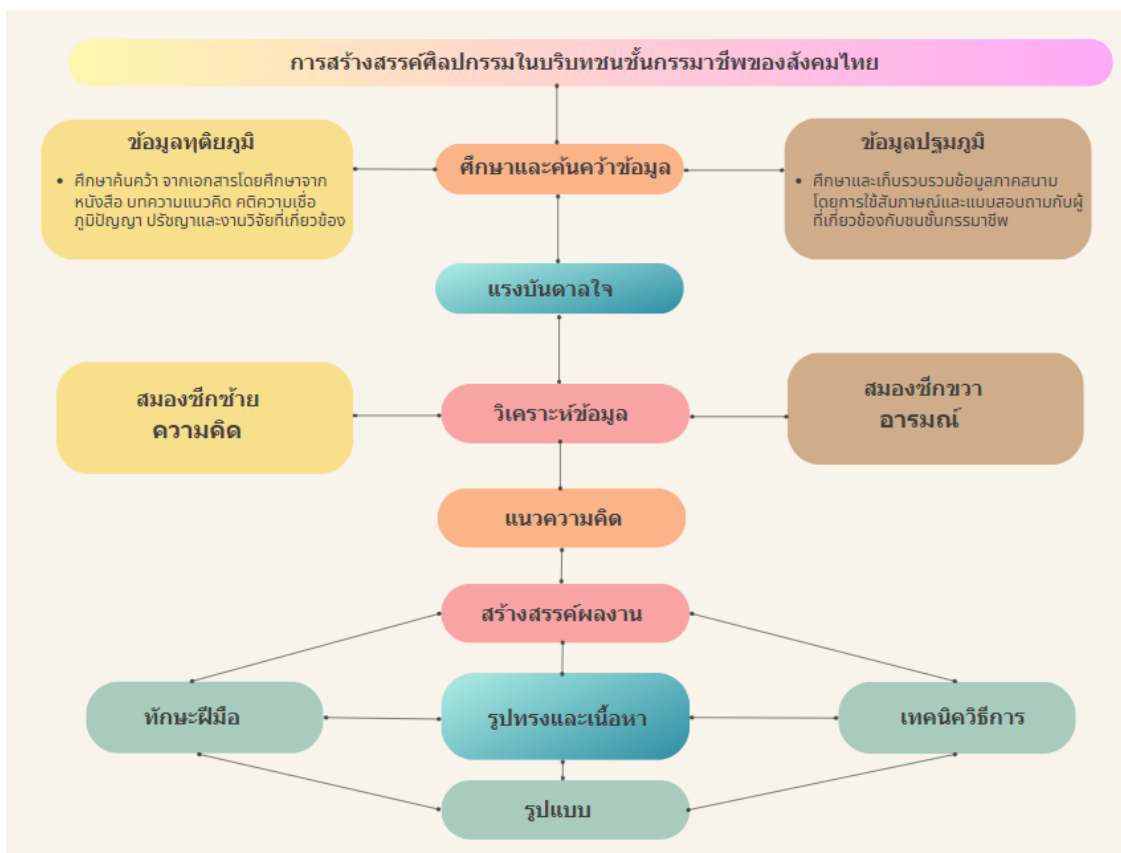 การสร้างสรรค์ศิลปกรรมในบริบทชนชั้นกรรมาชีพของสังคมไทย
ข้อมูลทุติยภูมิ
• ศึกษาค้นคว้า จากเอกสารโดยศึกษาจาก
หนังสือ บทความแนวคิด คติความเชื่อ
ภูมิปัญญา ปรัชญาและงานวิจัยที่เกี่ยวข้อง
ศึกษาและค้นคว้าข้อมูล
ข้อมูลปฐมภูมิ
• ศึกษาและเก็บรวบรวมข้อมูลภาคสนาม
โดยการใช้สัมภาษณ์และแบบสอบถามกับผู้
ที่เกี่ยวข้องกับชนชั้นกรรมาชีพ
แรงบันดาลใจ
สมองซีกซ้าย
ความคิด
วิเคราะห์ข้อมูล
สมองซีกขวา
อารมณ์
แนวความคิด
สร้างสรรค์ผลงาน
ทักษะฝีมือ
รูปทรงและเนื้อหา
เทคนิควิธีการ
รูปแบบ